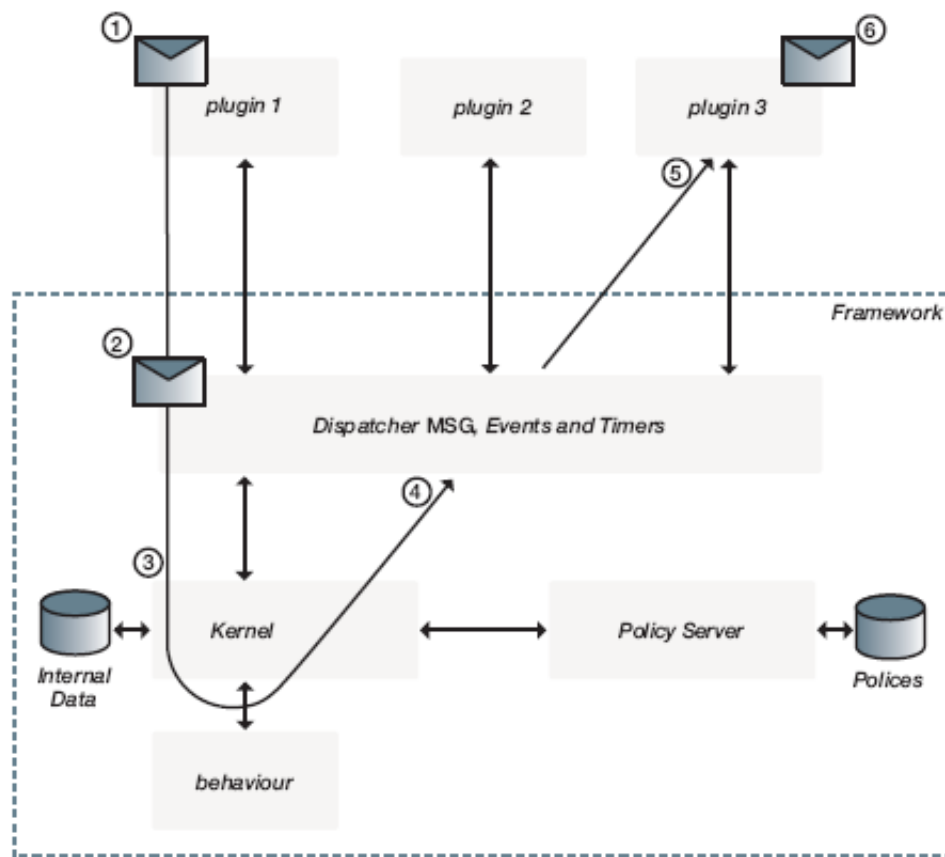 1
6
plugin 1
plugin 2
plugin 3
5
Framework
2
Dispatcher MSG, Events and Timers
4
3
Kernel
Policy Server
Internal
Data
Polices
behaviour